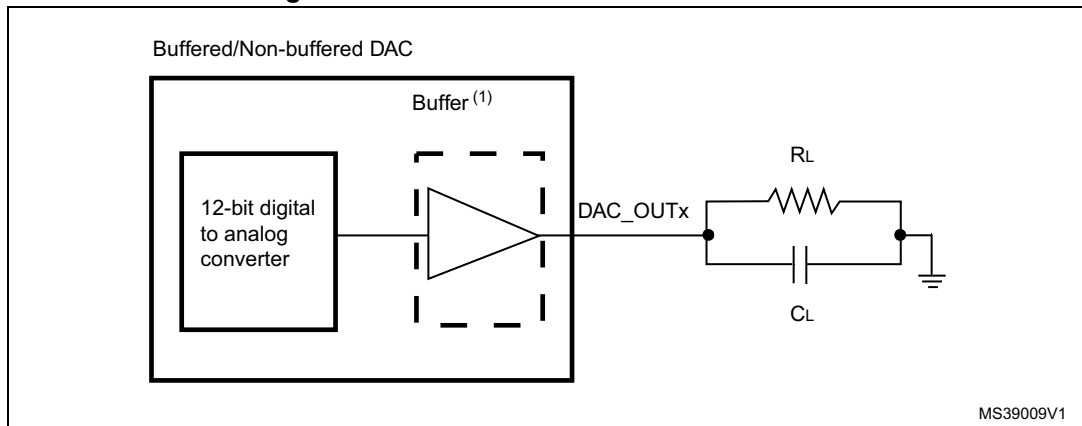 Buffered/Non-buffered DAC
Buffer (1)
12-bit digital
to analog
converter
DAC_OUTx
RL
CL
MS39009V1